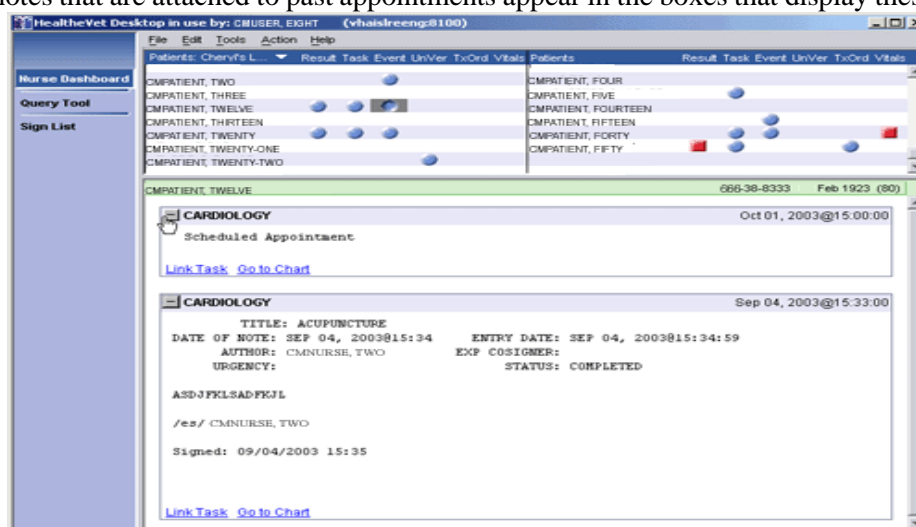 notes that are attached to past appointments appear in the boxes that display these
HealtheVet Desktop in use by: CMUSER, EIGHT (vhaislreeng:8100)
File Edit Tools Action Help
Patients: Cheryl's L... Result Task Event UnVer TxOrd Vitals Patients Result Task Event UnVer TxOrd Vitals
Nurse Dashboard
Query Tool
Sign List
CMPATIENT, TWO CMPATIENT, FOUR
CMPATIENT, THREE CMPATIENT, FIVE
CMPATIENT, TWELVE CMPATIENT, FOURTEEN
CMPATIENT, THIRTEEN CMPATIENT, FIFTEEN
CMPATIENT, TWENTY CMPATIENT, FORTY
CMPATIENT, TWENTY-ONE CMPATIENT, FIFTY
CMPATIENT, TWENTY-TWO
CMPATIENT, TWELVE 666-38-8333 Feb 1923 (80)
CARDIOLOGY Oct 01, 2003@15:00:00
Scheduled Appointment
Link Task Go to Chart
CARDIOLOGY Sep 04, 2003@15:33:00
TITLE: ACUPUNCTURE
DATE OF NOTE: SEP 04, 2003@15:34 ENTRY DATE: SEP 04, 2003@15:34:59
AUTHOR: CMNURSE, TWO EXP COSIGNER:
URGENCY: STATUS: COMPLETED
ASDJFKLSADFKJL
/es/ CMNURSE, TWO
Signed: 09/04/2003 15:35
Link Task Go to Chart